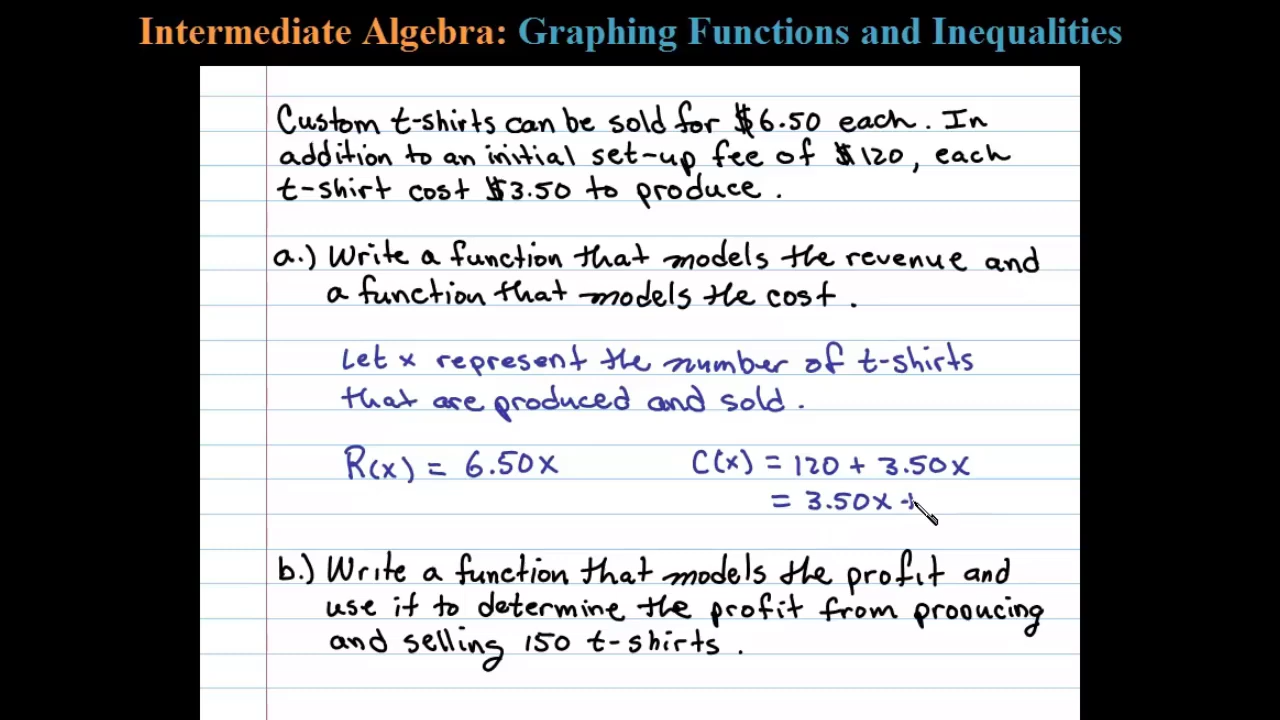 Intermediate Algebra: Graphing Functions and Inequalities
Custom t-shirts can be sold for $6.50 each. In
addition to an initial set-up fee of $120, each
t-shirt cost $3.50 to produce.
a.) Write a function that models the revenue and
a function that models the cost.
Let x represent the number of t-shirts
that are produced and sold.
R(x) = 6.50x
C(x) = 120 + 3.50x
= 3.50x +
b.) Write a function that models the profit and
use it to determine the profit from producing
and selling 150 t-shirts.